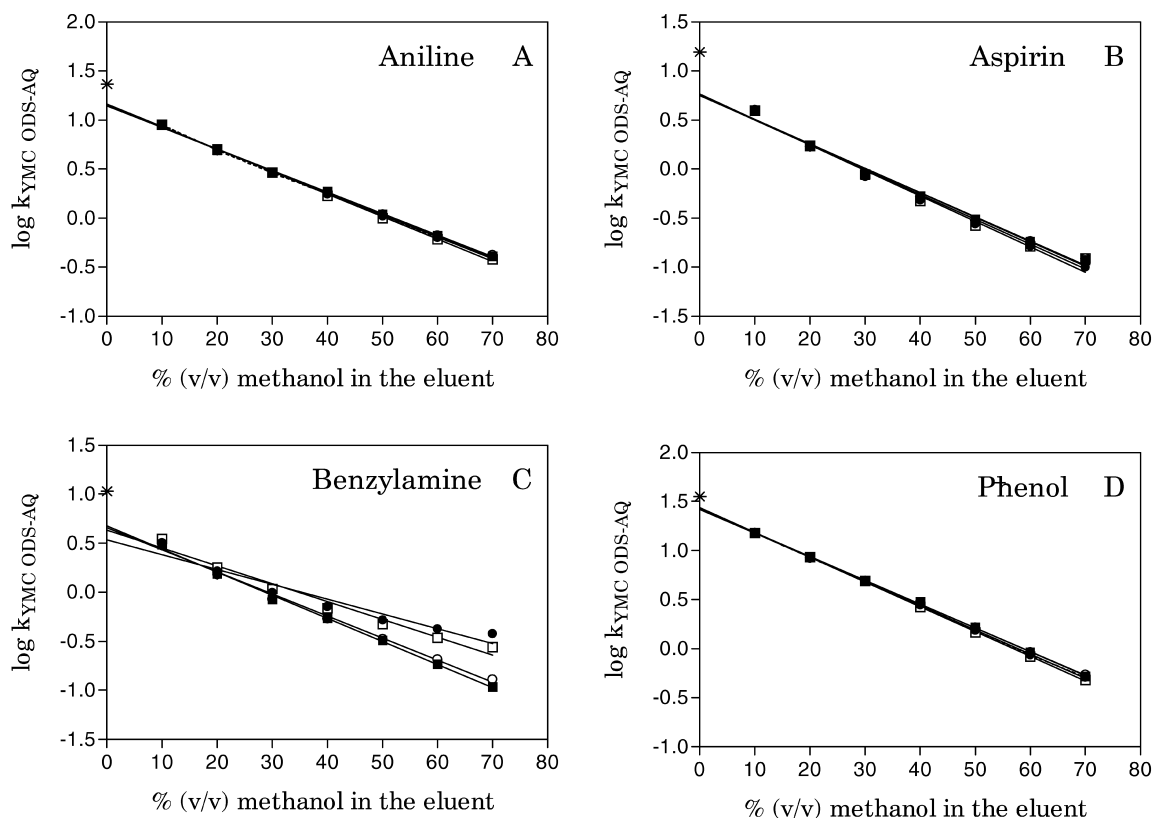 Aniline A
log kYMC ODS-AQ
2.0
1.5
1.0
0.5
0.0
-0.5
-1.0
0 10 20 30 40 50 60 70 80
% (v/v) methanol in the eluent
Aspirin B
log kYMC ODS-AQ
1.5
1.0
0.5
0.0
-0.5
-1.0
-1.5
0 10 20 30 40 50 60 70 80
% (v/v) methanol in the eluent
Benzylamine C
log kYMC ODS-AQ
1.5
1.0
0.5
0.0
-0.5
-1.0
-1.5
0 10 20 30 40 50 60 70 80
% (v/v) methanol in the eluent
Phenol D
log kYMC ODS-AQ
2.0
1.5
1.0
0.5
0.0
-0.5
-1.0
0 10 20 30 40 50 60 70 80
% (v/v) methanol in the eluent